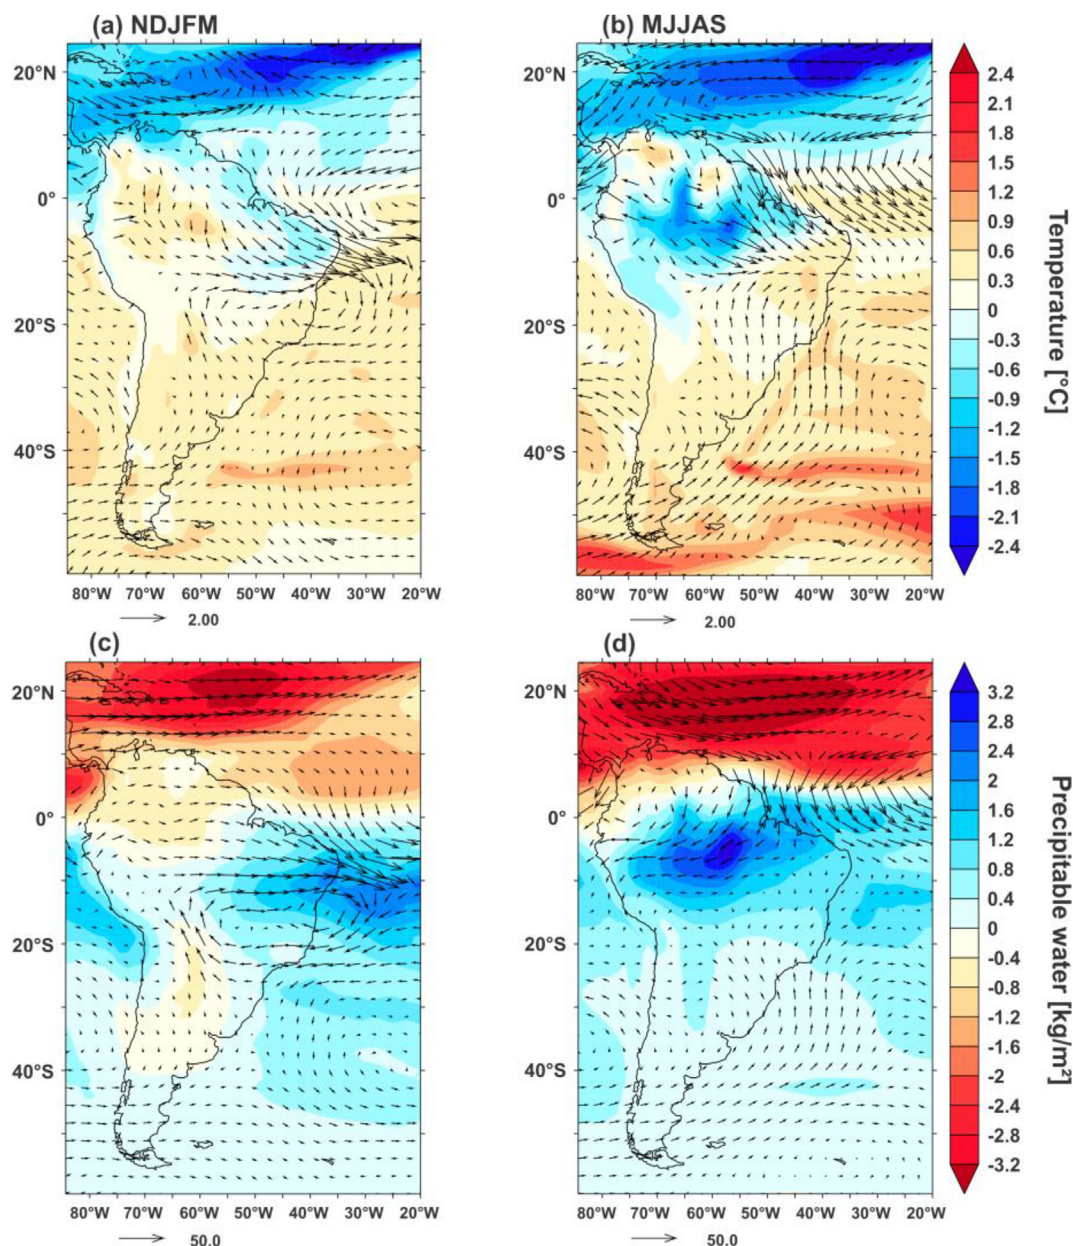 (a) NDJFM
(b) MJJAS
20°N
0°
20°S
40°S
80°W 70°W 60°W 50°W 40°W 30°W 20°W
2.00
20°N
0°
20°S
40°S
80°W 70°W 60°W 50°W 40°W 30°W 20°W
2.00
2.4
2.1
1.8
1.5
1.2
0.9
0.6
0.3
0
-0.3
-0.6
-0.9
-1.2
-1.5
-1.8
-2.1
-2.4
Temperature [°C]
(c)
(d)
20°N
0°
20°S
40°S
80°W 70°W 60°W 50°W 40°W 30°W 20°W
50.0
20°N
0°
20°S
40°S
80°W 70°W 60°W 50°W 40°W 30°W 20°W
50.0
3.2
2.8
2.4
2
1.6
1.2
0.8
0.4
0
-0.4
-0.8
-1.2
-1.6
-2
-2.4
-2.8
-3.2
Precipitable water [kg/m²]